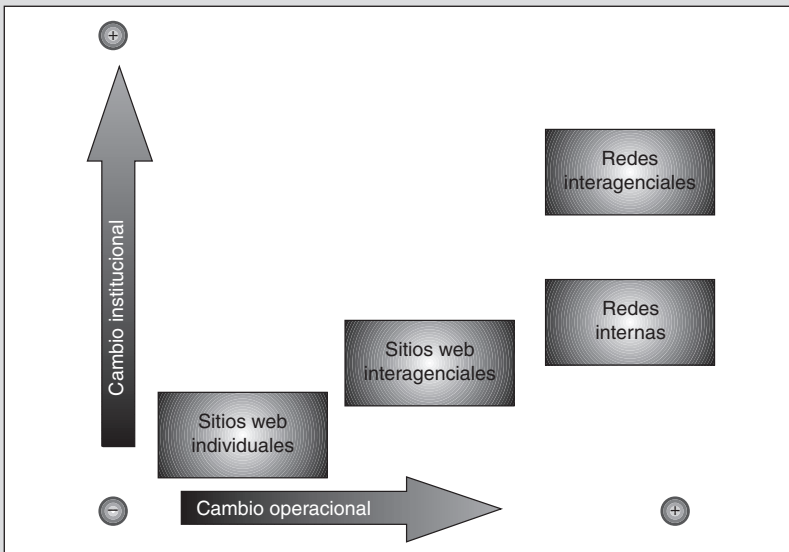 +
Redes
interagenciales
Cambio institucional
Redes
internas
Sitios web
interagenciales
Sitios web
individuales
Cambio operacional
–
+